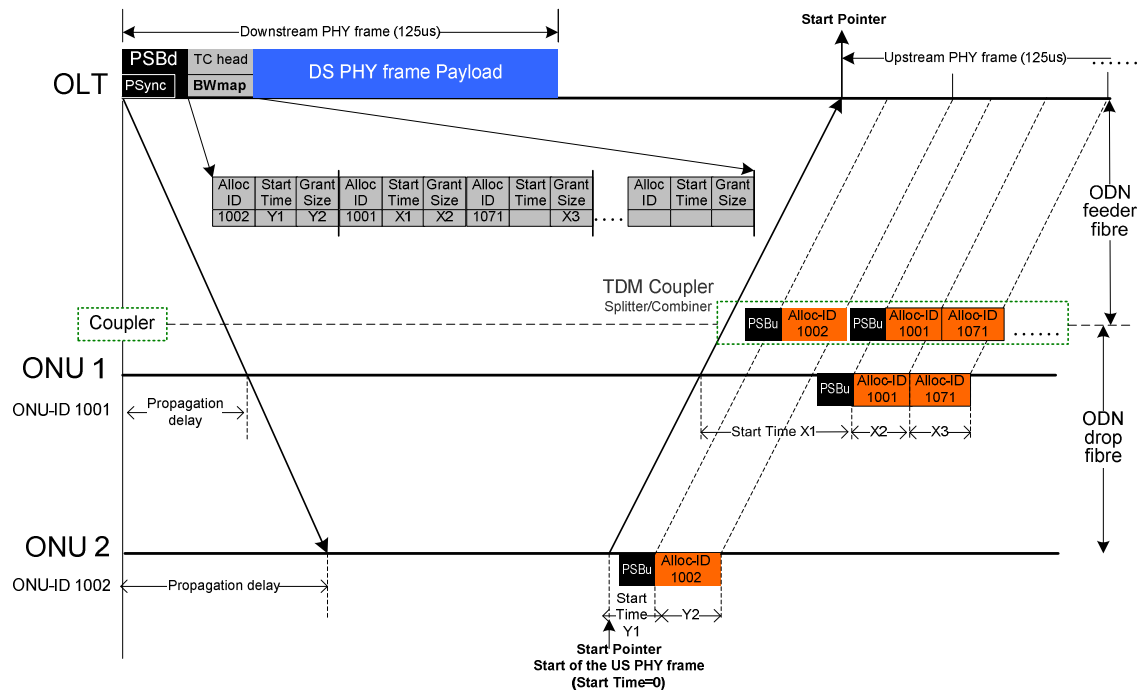 Downstream PHY frame (125us)
Start Pointer
Upstream PHY frame (125us)
......
OLT
PSBd
PSync
TC head
BWmap
DS PHY frame Payload
Alloc ID Start Time Grant Size Alloc ID Start Time Grant Size Alloc ID Start Time Grant Size .... Alloc ID Start Time Grant Size
1002 Y1 Y2 1001 X1 X2 1071 X3
ODN
feeder
fibre
TDM Coupler
Splitter/Combiner
Coupler
PSBu
Alloc-ID
1002
PSBu
Alloc-ID
1001
Alloc-ID
1071
......
ONU 1
ONU-ID 1001
Propagation
delay
PSBu
Alloc-ID
1001
Alloc-ID
1071
Start Time X1
X2
X3
ODN
drop
fibre
ONU 2
ONU-ID 1002
Propagation delay
PSBu
Alloc-ID
1002
Start
Time
Y1
Y2
Start Pointer
Start of the US PHY frame
(Start Time=0)